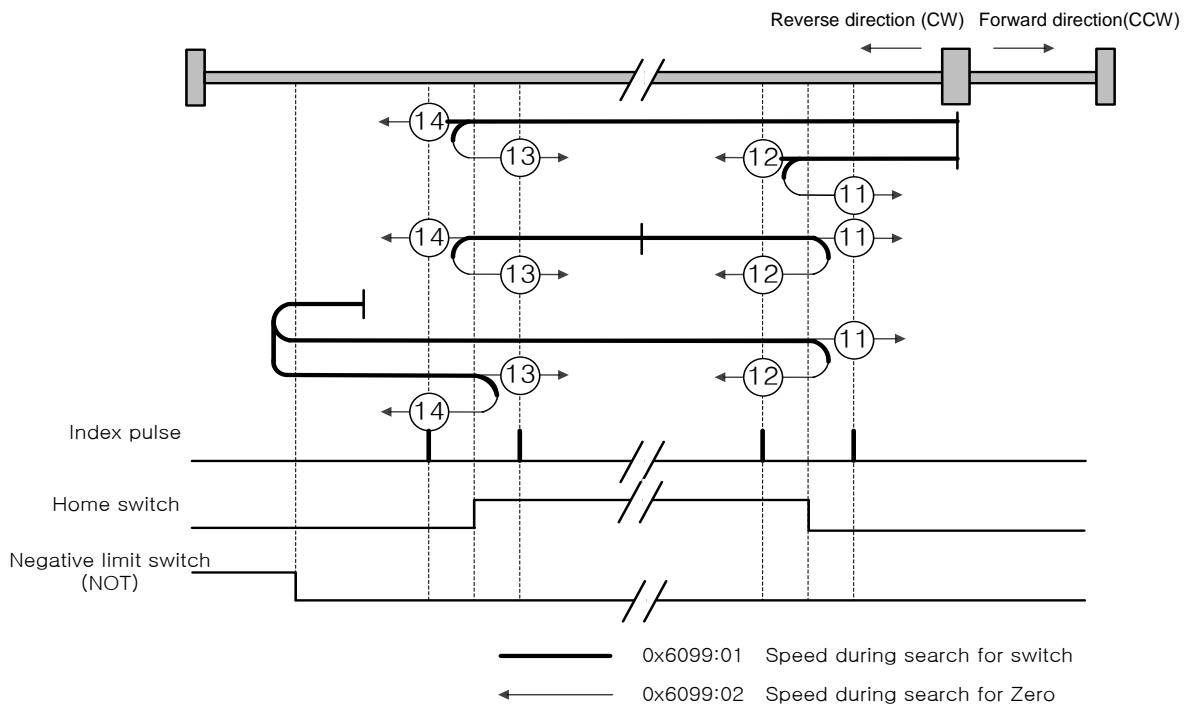 Reverse direction (CW) Forward direction(CCW)
14
13
12
11
14
11
13
12
11
13
12
14
Index pulse
Home switch
Negative limit switch
(NOT)
0x6099:01 Speed during search for switch
0x6099:02 Speed during search for Zero